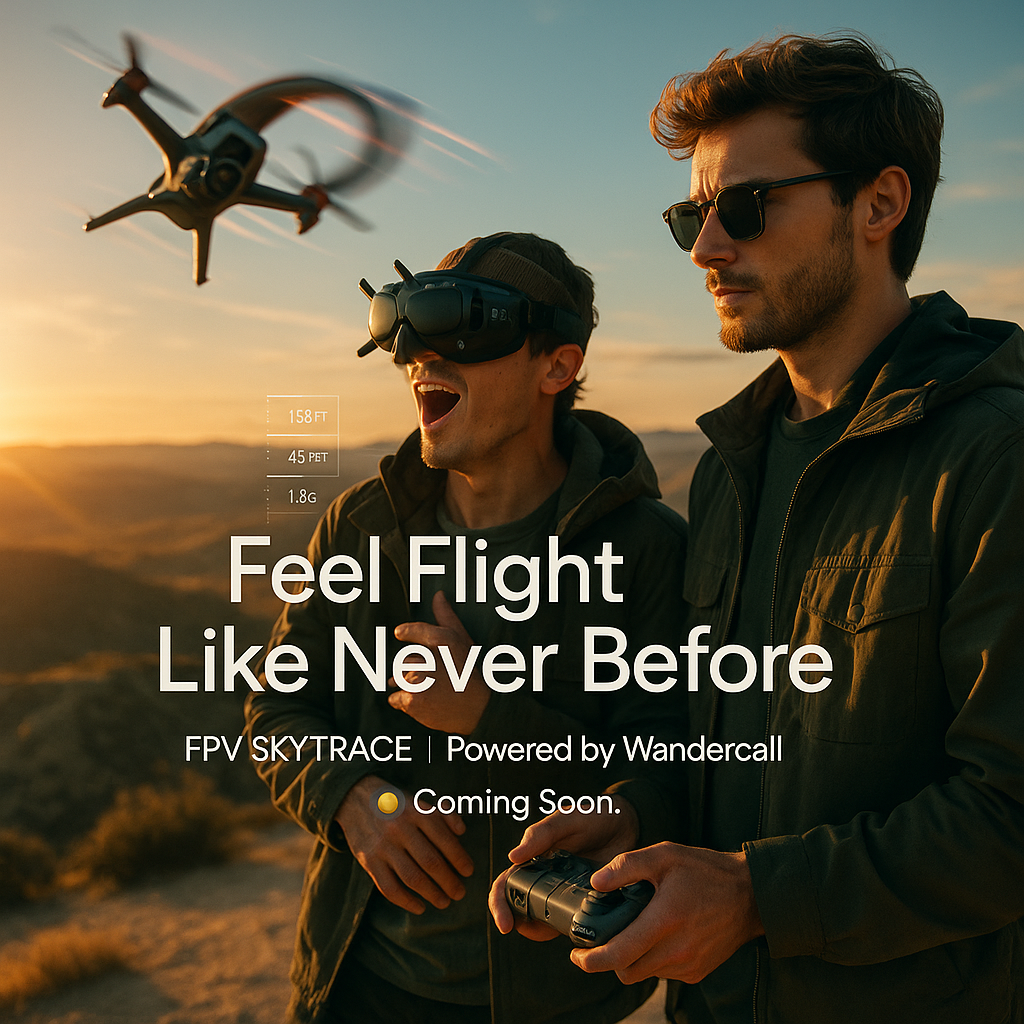 158 FT
45 PET
1.8G
Feel Flight
Like Never Before
FPV SKYTRACE | Powered by Wandercall
Coming Soon.